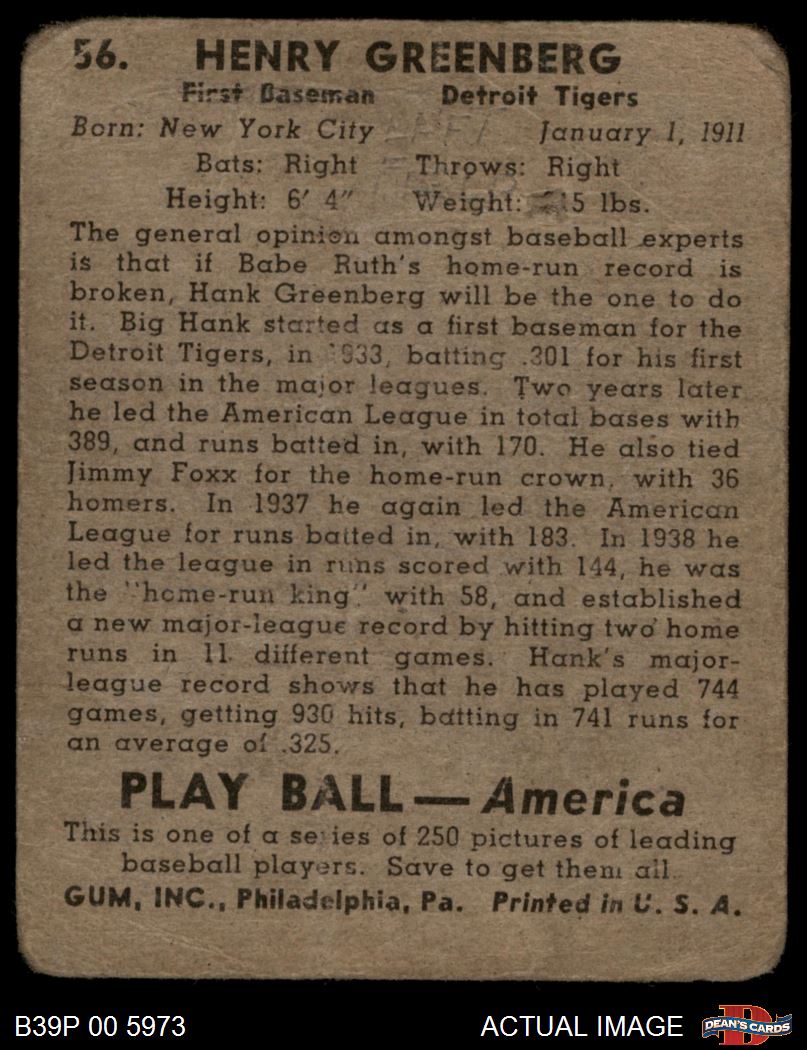 56. HENRY GREENBERG
First Baseman Detroit Tigers
Born: New York City January 1, 1911
Bats: Right Throws: Right
Height: 6' 4" Weight: 5 lbs.
The general opinion amongst baseball experts
is that if Babe Ruth's home-run record is
broken, Hank Greenberg will be the one to do
it. Big Hank started as a first baseman for the
Detroit Tigers, in 1933, batting .301 for his first
season in the major leagues. Two years later
he led the American League in total bases with
389, and runs batted in, with 170. He also tied
Jimmy Foxx for the home-run crown, with 36
homers. In 1937 he again led the American
League for runs batted in, with 183. In 1938 he
led the league in runs scored with 144, he was
the "home-run king" with 58, and established
a new major-league record by hitting two home
runs in 11 different games. Hank's major-
league record shows that he has played 744
games, getting 930 hits, batting in 741 runs for
an average of .325.
PLAY BALL — America
This is one of a series of 250 pictures of leading
baseball players. Save to get them all.
GUM, INC., Philadelphia, Pa. Printed in U. S. A.
B39P 00 5973 ACTUAL IMAGE D DEAN'S CARDS